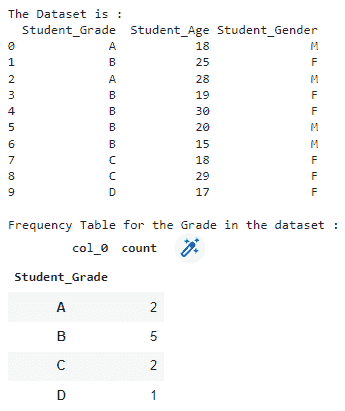 The Dataset is :
Student_Grade Student_Age Student_Gender
0 A 18 M
1 B 25 F
2 A 28 M
3 B 19 F
4 B 30 F
5 B 20 M
6 B 15 M
7 C 18 F
8 C 29 F
9 D 17 F
Frequency Table for the Grade in the dataset :
col_0 count
Student_Grade
A 2
B 5
C 2
D 1